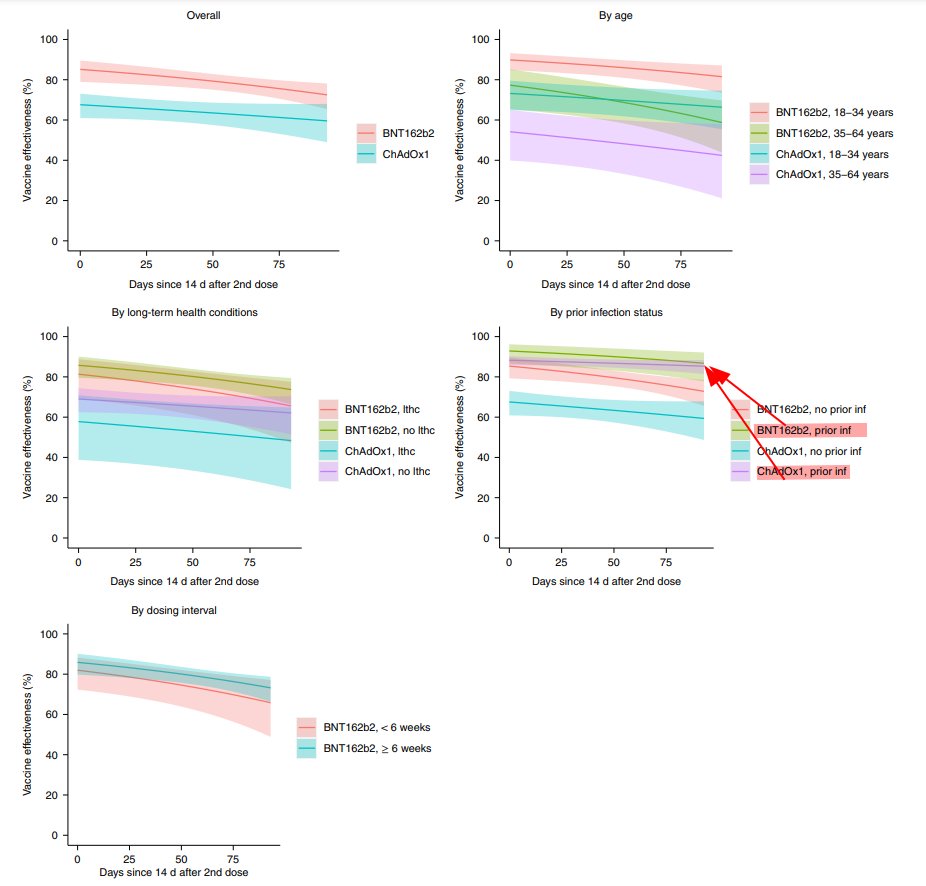 Overall
100
80
60
40
20
0
Vaccine effectiveness (%)
0 25 50 75
Days since 14 d after 2nd dose
BNT162b2
ChAdOx1
By age
100
80
60
40
20
0
Vaccine effectiveness (%)
0 25 50 75
Days since 14 d after 2nd dose
BNT162b2, 18–34 years
BNT162b2, 35–64 years
ChAdOx1, 18–34 years
ChAdOx1, 35–64 years
By long-term health conditions
100
80
60
40
20
0
Vaccine effectiveness (%)
0 25 50 75
Days since 14 d after 2nd dose
BNT162b2, lthc
BNT162b2, no lthc
ChAdOx1, lthc
ChAdOx1, no lthc
By prior infection status
100
80
60
40
20
0
Vaccine effectiveness (%)
0 25 50 75
Days since 14 d after 2nd dose
BNT162b2, no prior inf
BNT162b2, prior inf
ChAdOx1, no prior inf
ChAdOx1, prior inf
By dosing interval
100
80
60
40
20
0
Vaccine effectiveness (%)
0 25 50 75
Days since 14 d after 2nd dose
BNT162b2, < 6 weeks
BNT162b2, ≥ 6 weeks